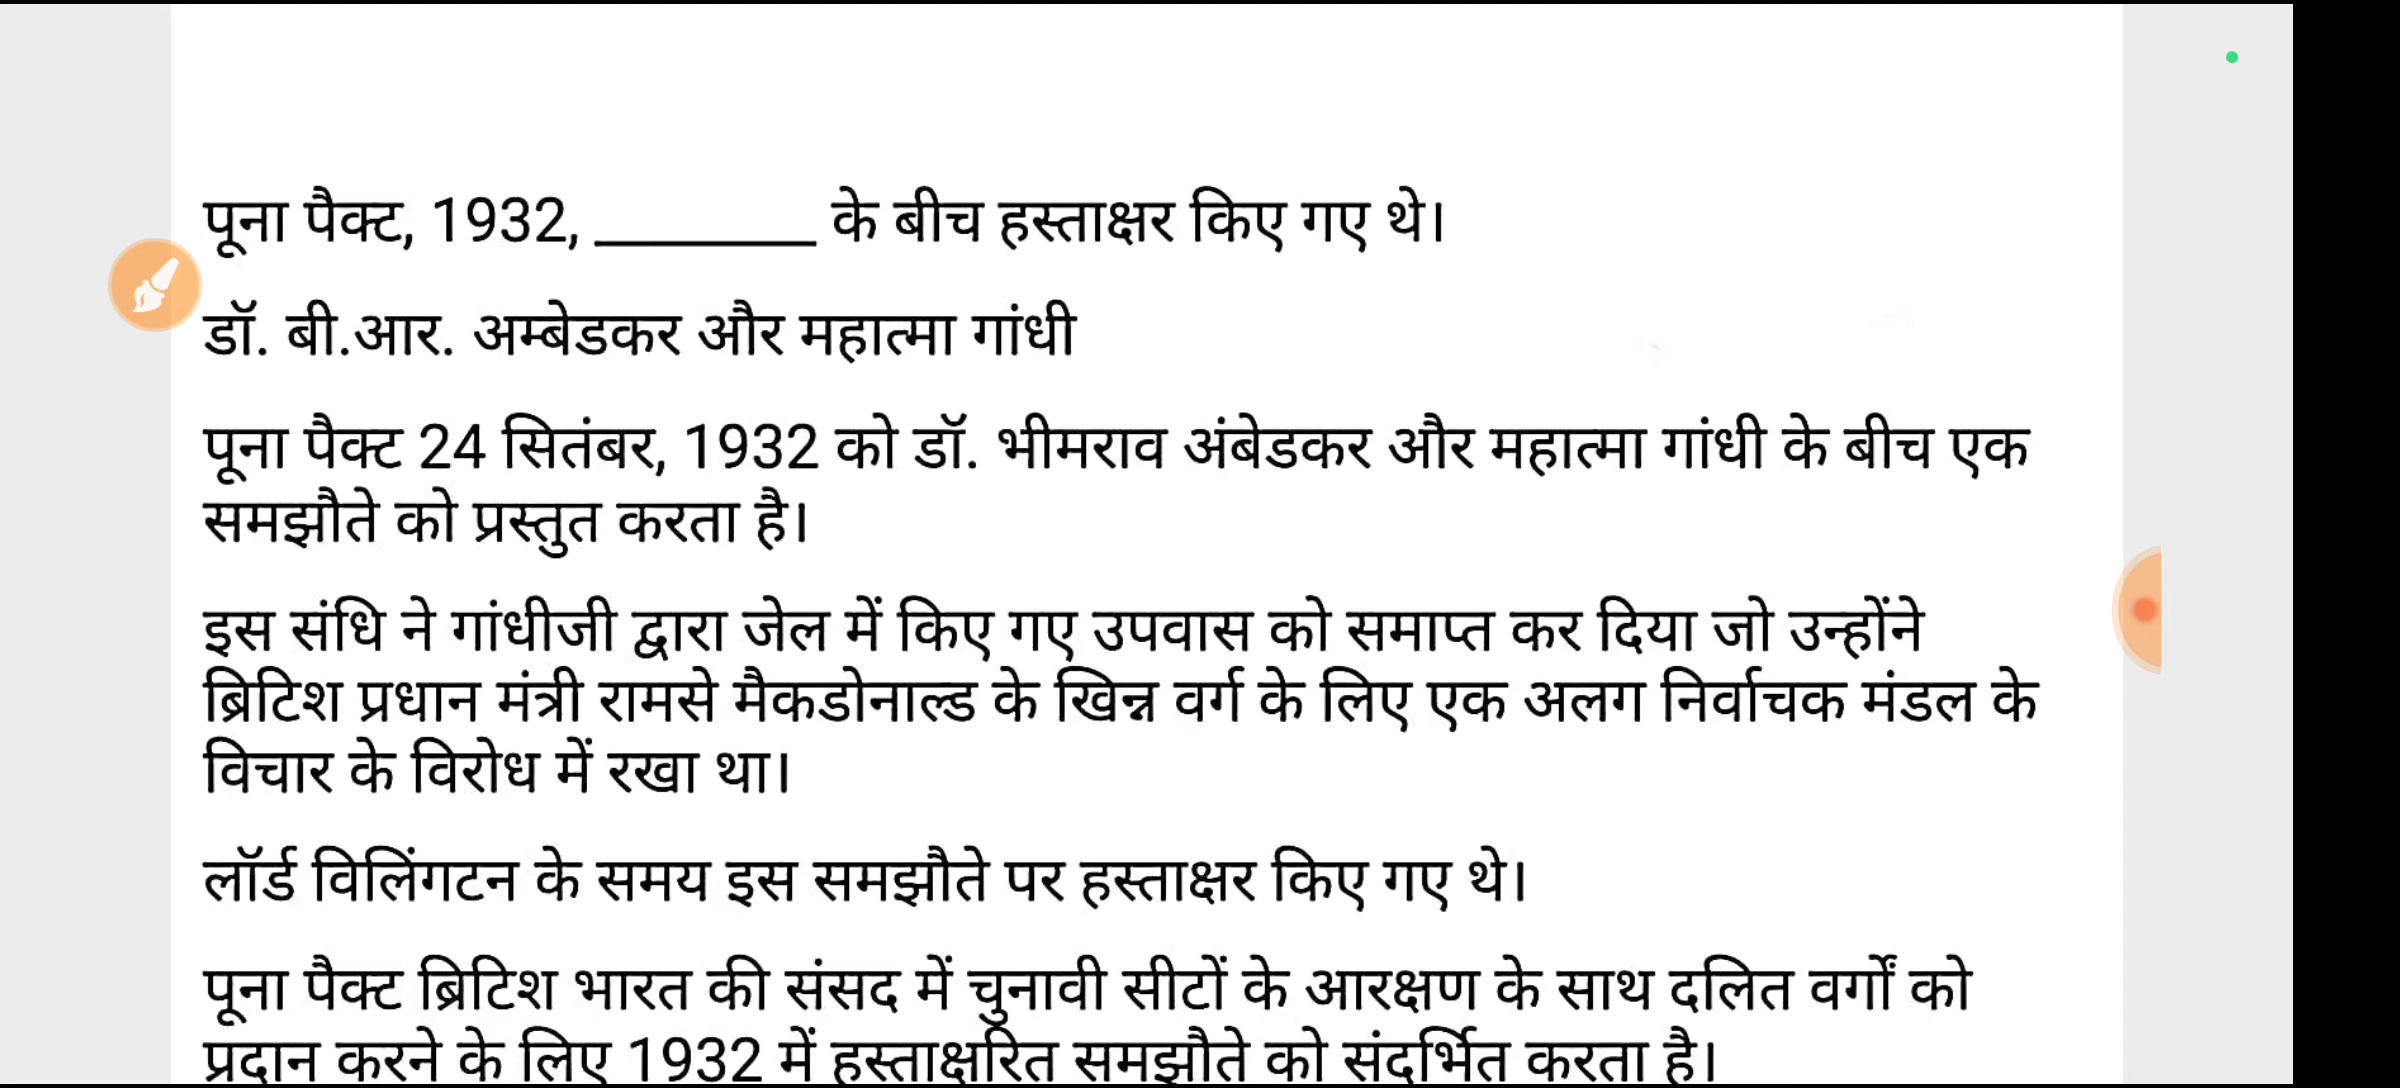 पूना पैक्ट, 1932, ________ के बीच हस्ताक्षर किए गए थे।
डॉ. बी.आर. अम्बेडकर और महात्मा गांधी
पूना पैक्ट 24 सितंबर, 1932 को डॉ. भीमराव अंबेडकर और महात्मा गांधी के बीच एक
समझौते को प्रस्तुत करता है।
इस संधि ने गांधीजी द्वारा जेल में किए गए उपवास को समाप्त कर दिया जो उन्होंने
ब्रिटिश प्रधान मंत्री रामसे मैकडोनाल्ड के खिन्न वर्ग के लिए एक अलग निर्वाचक मंडल के
विचार के विरोध में रखा था।
लॉर्ड विलिंगटन के समय इस समझौते पर हस्ताक्षर किए गए थे।
पूना पैक्ट ब्रिटिश भारत की संसद में चुनावी सीटों के आरक्षण के साथ दलित वर्गों को
प्रदान करने के लिए 1932 में हस्ताक्षरित समझौते को संदर्भित करता है।